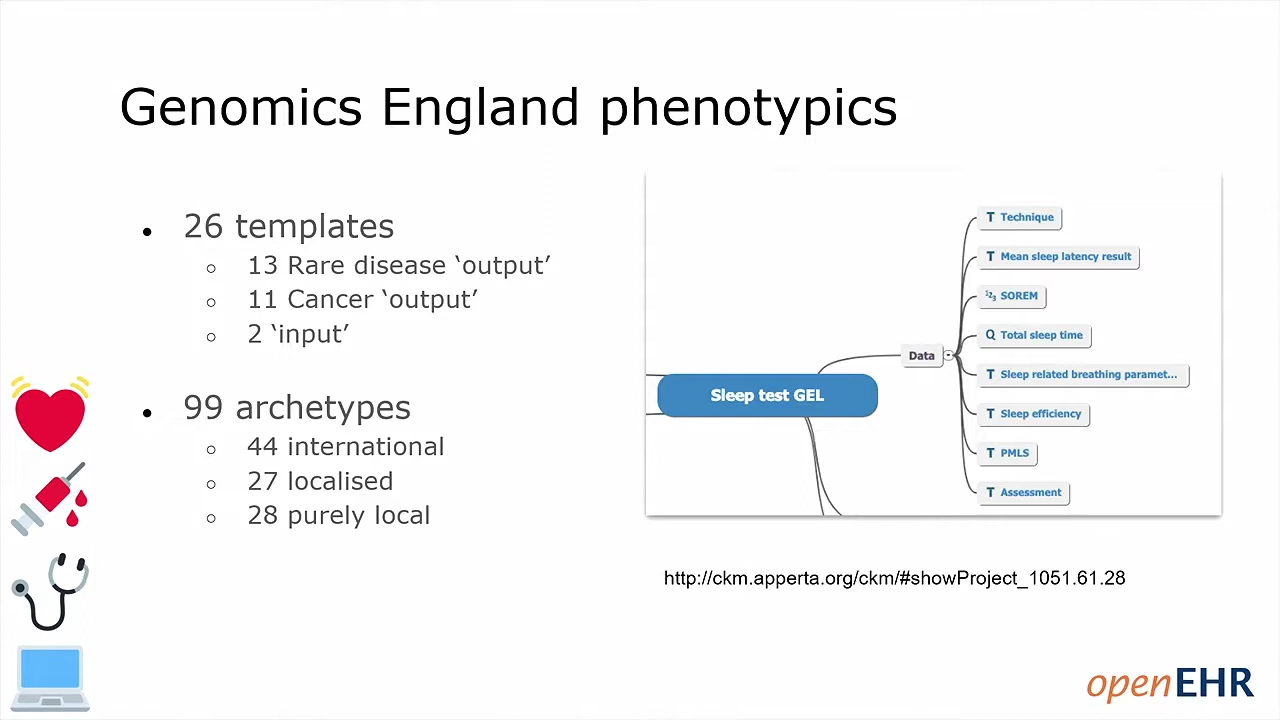 Genomics England phenotypics
26 templates
13 Rare disease ‘output’
11 Cancer ‘output’
2 ‘input’
99 archetypes
44 international
27 localised
28 purely local
Sleep test GEL
Data
T Technique
T Mean sleep latency result
123 SOREM
Q Total sleep time
T Sleep related breathing paramet...
T Sleep efficiency
T PMLS
T Assessment
http://ckm.apperta.org/ckm/#showProject_1051.61.28
openEHR